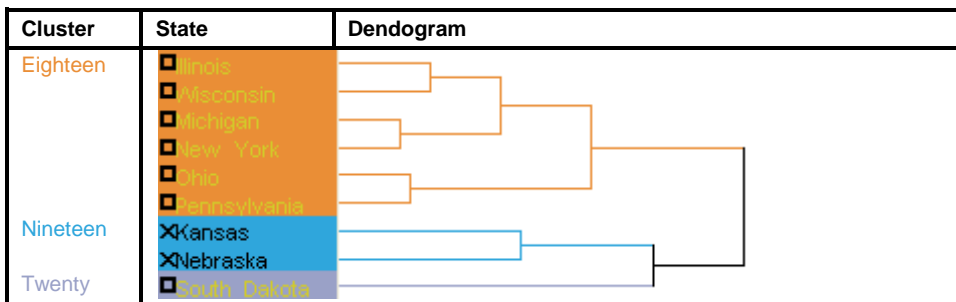 Cluster State Dendogram
Eighteen Illinois
Wisconsin
Michigan
New York
Ohio
Pennsylvania
Nineteen Kansas
Nebraska
Twenty South Dakota